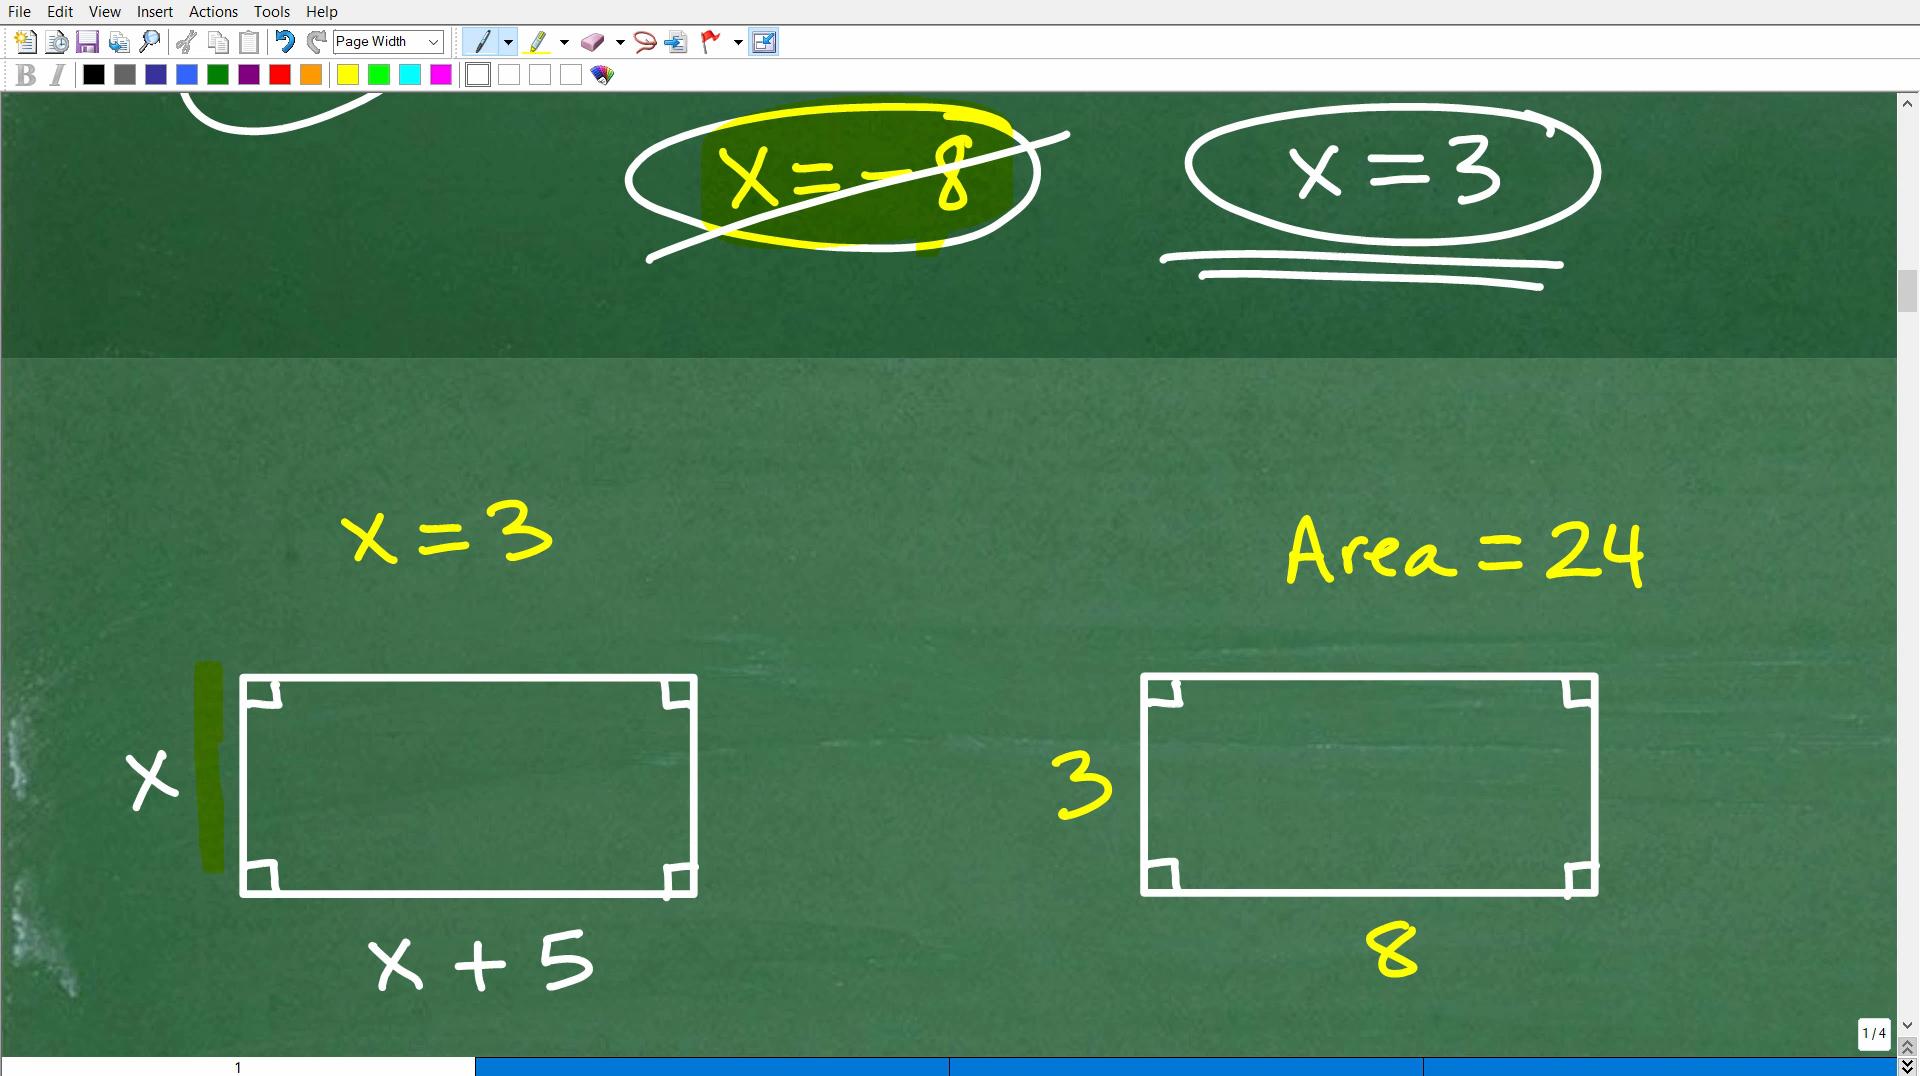 File Edit View Insert Actions Tools Help
Page Width
B I
x = -8 x = 3
x = 3 Area = 24
x 3
x + 5 8
1 / 4
1